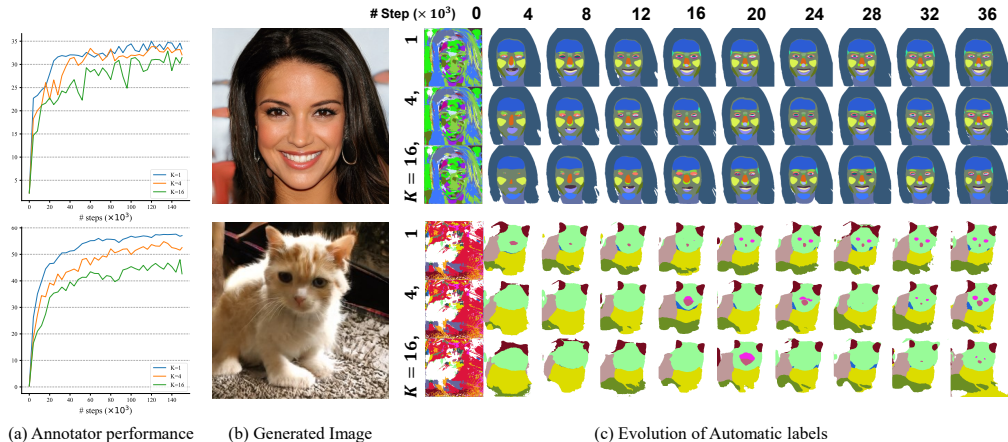 # Step (× 10³) 0 4 8 12 16 20 24 28 32 36
35
30
25
20
15
10
5
K=1
K=4
K=16
0 20 40 60 80 100 120 140
# steps (×10³)
60
50
40
30
20
10
0
K=1
K=4
K=16
0 20 40 60 80 100 120 140
# steps (×10³)
K = 16, 4, 1
K = 16, 4, 1
(a) Annotator performance
(b) Generated Image
(c) Evolution of Automatic labels